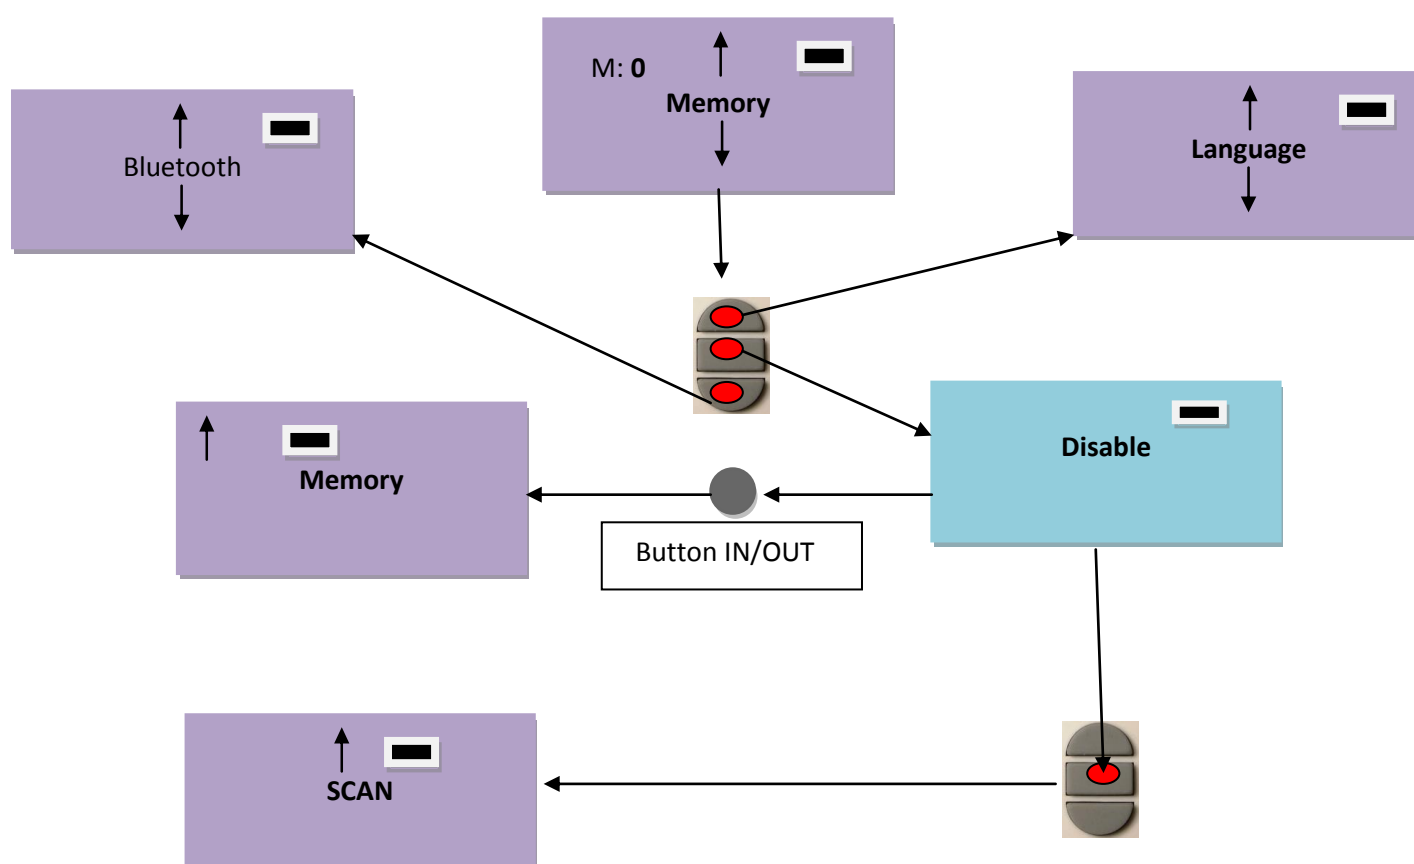 M: 0
Memory
Bluetooth
Language
Disable
Memory
Button IN/OUT
SCAN